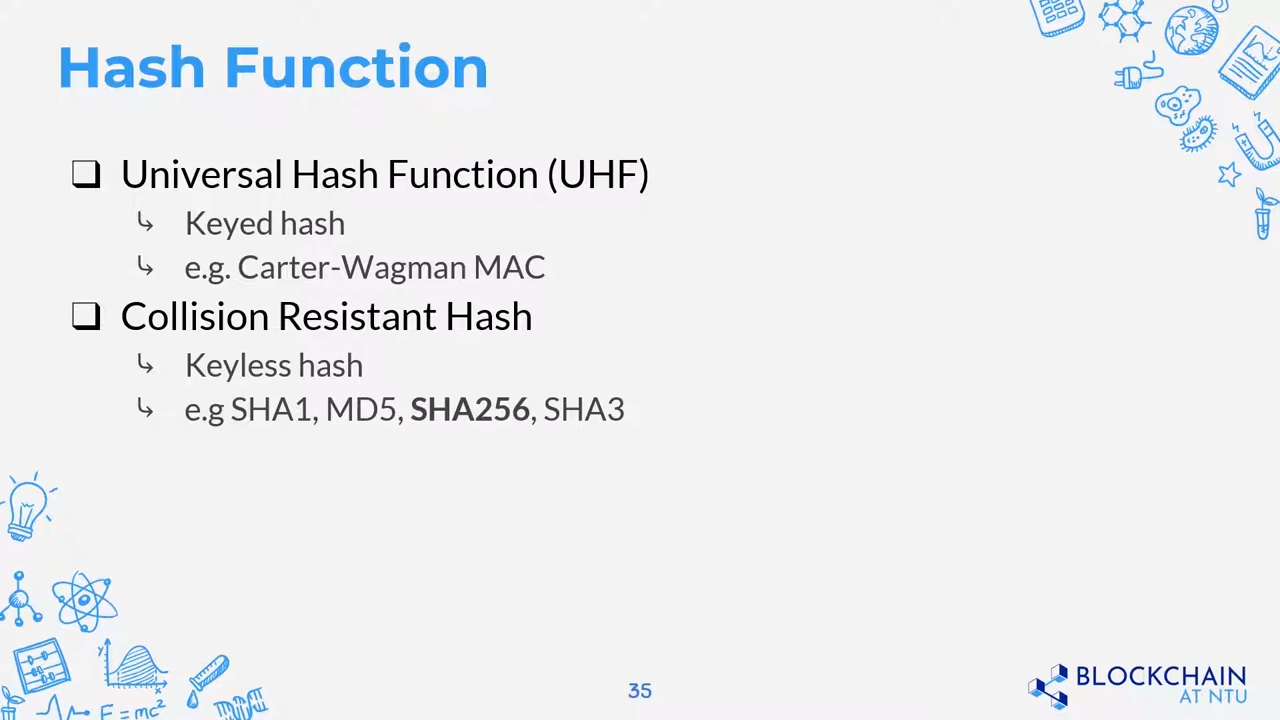 Hash Function
❑ Universal Hash Function (UHF)
↳ Keyed hash
↳ e.g. Carter-Wagman MAC
❑ Collision Resistant Hash
↳ Keyless hash
↳ e.g SHA1, MD5, SHA256, SHA3
y
x
E=mc²
35
BLOCKCHAIN
AT NTU